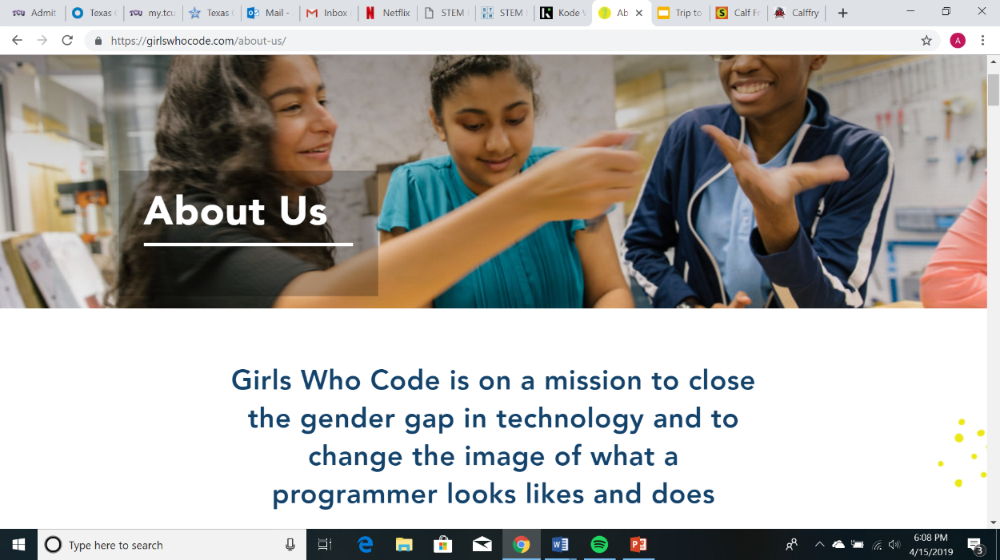 TCU Admit
Texas
TCU my.tcu
Texas
Mail -
Inbox
Netflix
STEM
STEM
Kode
Ab
Trip to
S Calf Fr
Calffry
https://girlswhocode.com/about-us/
A
About Us
Girls Who Code is on a mission to close
the gender gap in technology and to
change the image of what a
programmer looks likes and does
Type here to search
6:08 PM
4/15/2019
3